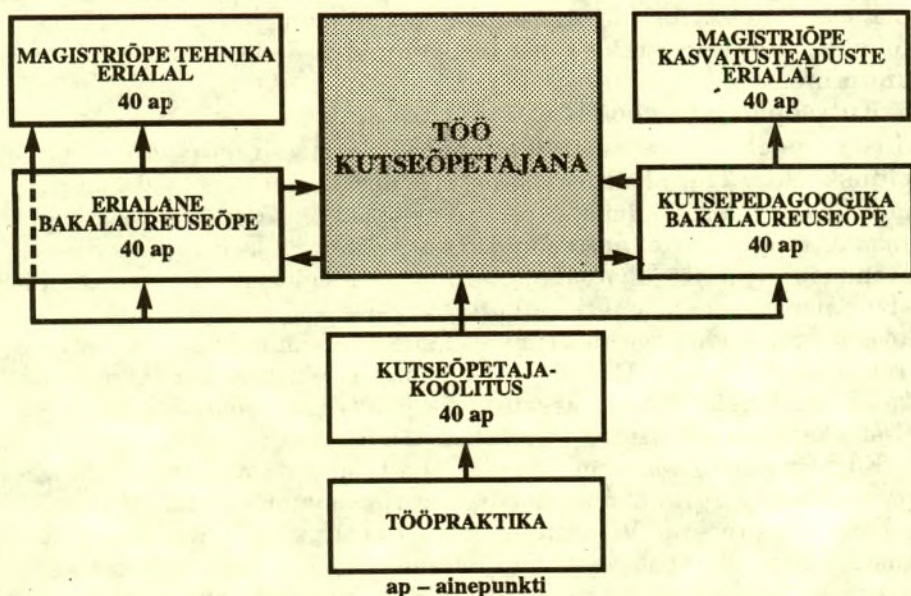 MAGISTRIÕPE TEHNIKA
ERIALAL
40 ap
TÖÖ
KUTSEÕPETAJANA
MAGISTRIÕPE
KASVATUSTEADUSTE
ERIALAL
40 ap
ERIALANE
BAKALAUREUSEÕPE
40 ap
KUTSEPEDAGOOGIKA
BAKALAUREUSEÕPE
40 ap
KUTSEÕPETAJA-
KOOLITUS
40 ap
TÖÖPRAKTIKA
ap – ainepunkti